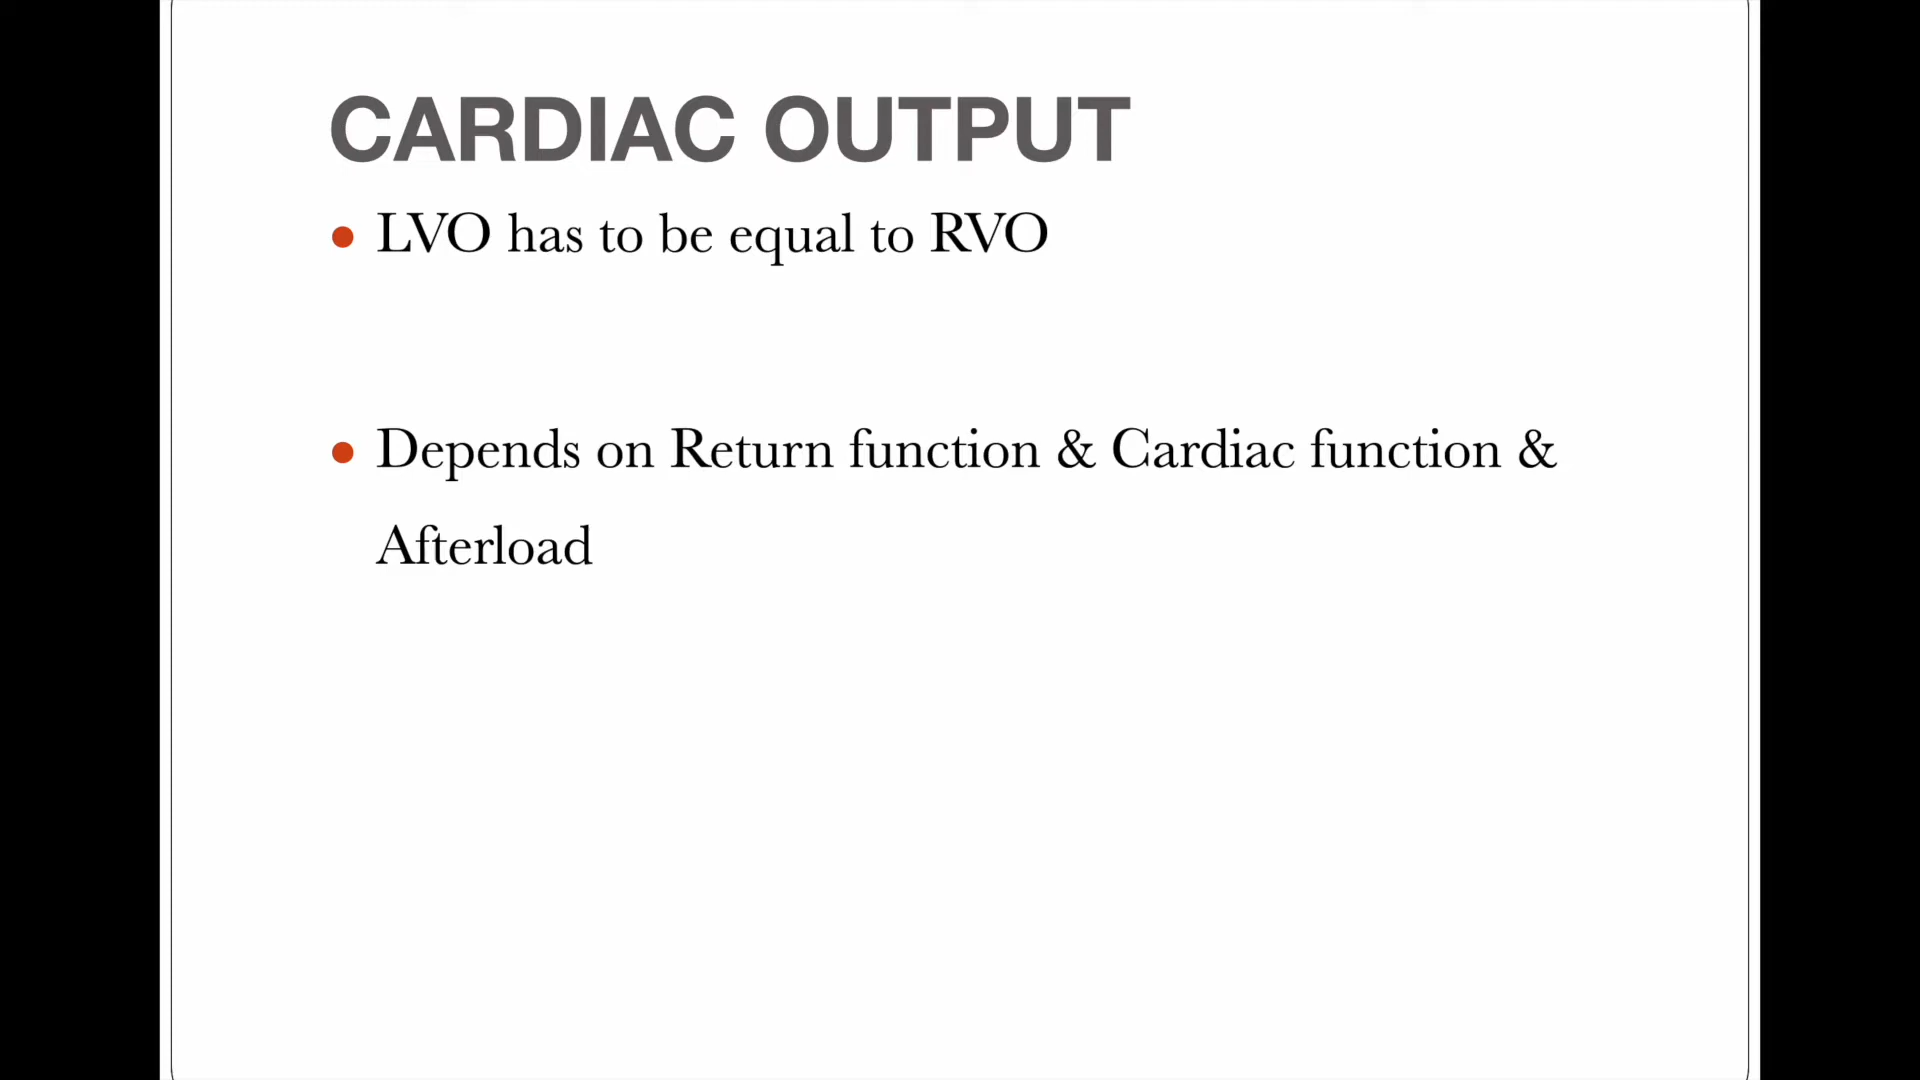 CARDIAC OUTPUT
• LVO has to be equal to RVO
• Depends on Return function & Cardiac function &
Afterload